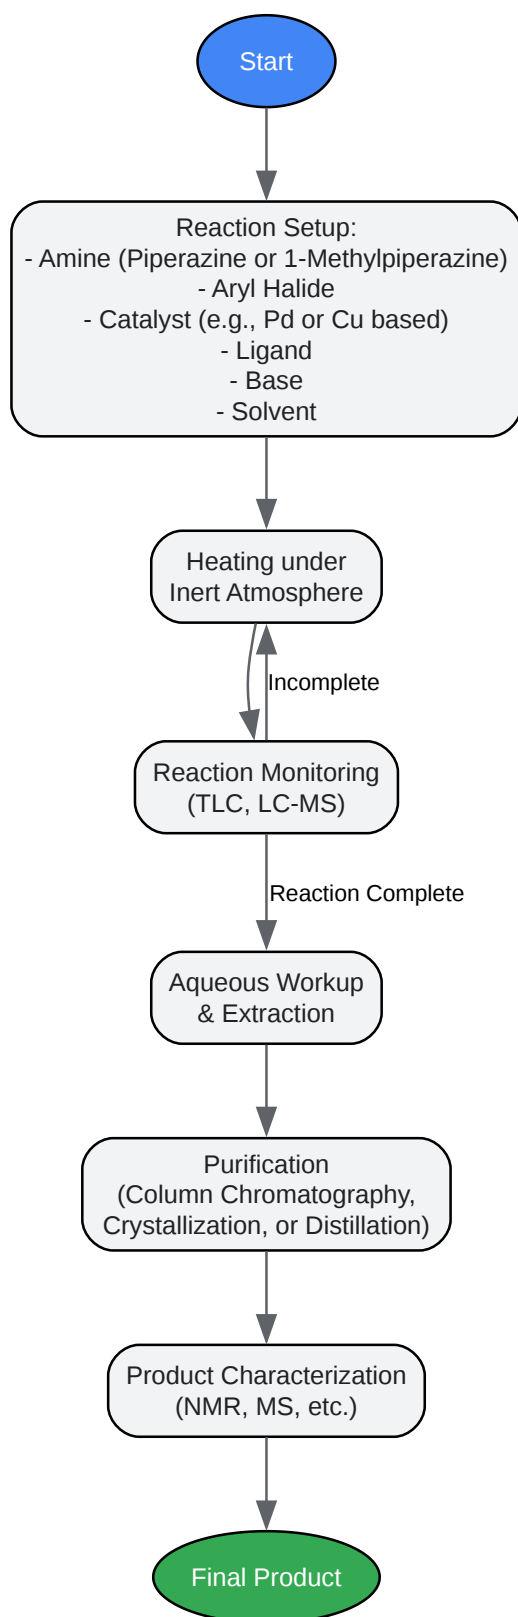 Start
Reaction Setup:
- Amine (Piperazine or 1-Methylpiperazine)
- Aryl Halide
- Catalyst (e.g., Pd or Cu based)
- Ligand
- Base
- Solvent
Heating under
Inert Atmosphere
Incomplete
Reaction Monitoring
(TLC, LC-MS)
Reaction Complete
Aqueous Workup
& Extraction
Purification
(Column Chromatography,
Crystallization, or Distillation)
Product Characterization
(NMR, MS, etc.)
Final Product